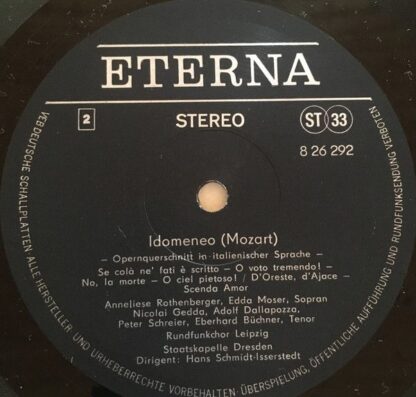 ETERNA
2
STEREO
ST 33
8 26 292
Idomeneo (Mozart)
– Opernquerschnitt in italienischer Sprache –
Se colà ne' fati è scritto – O voto tremendo! –
No, la morte – O ciel pietoso! / D'Oreste, d'Ajace –
Scenda Amor
Anneliese Rothenberger, Edda Moser, Sopran
Nicolai Gedda, Adolf Dallapozza,
Peter Schreier, Eberhard Büchner, Tenor
Rundfunkchor Leipzig
Staatskapelle Dresden
Dirigent: Hans Schmidt-Isserstedt
VEB DEUTSCHE SCHALLPLATTEN ALLE HERSTELLER UND URHEBERRECHTE VORBEHALTEN · ÜBERSPIELUNG, ÖFFENTLICHE AUFFÜHRUNG UND RUNDFUNKSENDUNG VERBOTEN